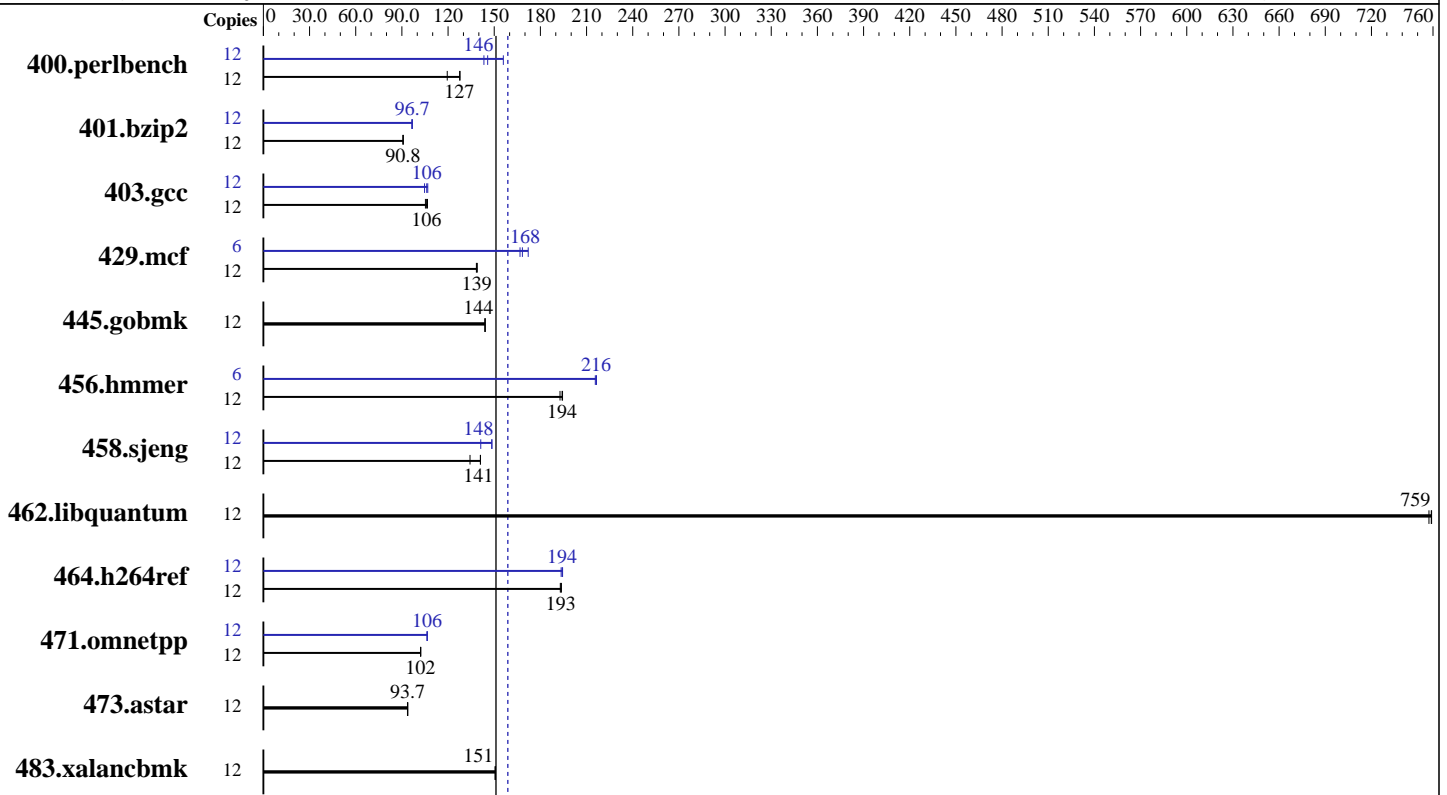 Copies 0 30.0 60.0 90.0 120 150 180 210 240 270 300 330 360 390 420 450 480 510 540 570 600 630 660 690 720 760
400.perlbench 12 146
12 127
401.bzip2 12 96.7
12 90.8
403.gcc 12 106
12 106
429.mcf 6 168
12 139
445.gobmk 12 144
456.hmmer 6 216
12 194
458.sjeng 12 148
12 141
462.libquantum 12 759
464.h264ref 12 194
12 193
471.omnetpp 12 106
12 102
473.astar 12 93.7
483.xalancbmk 12 151